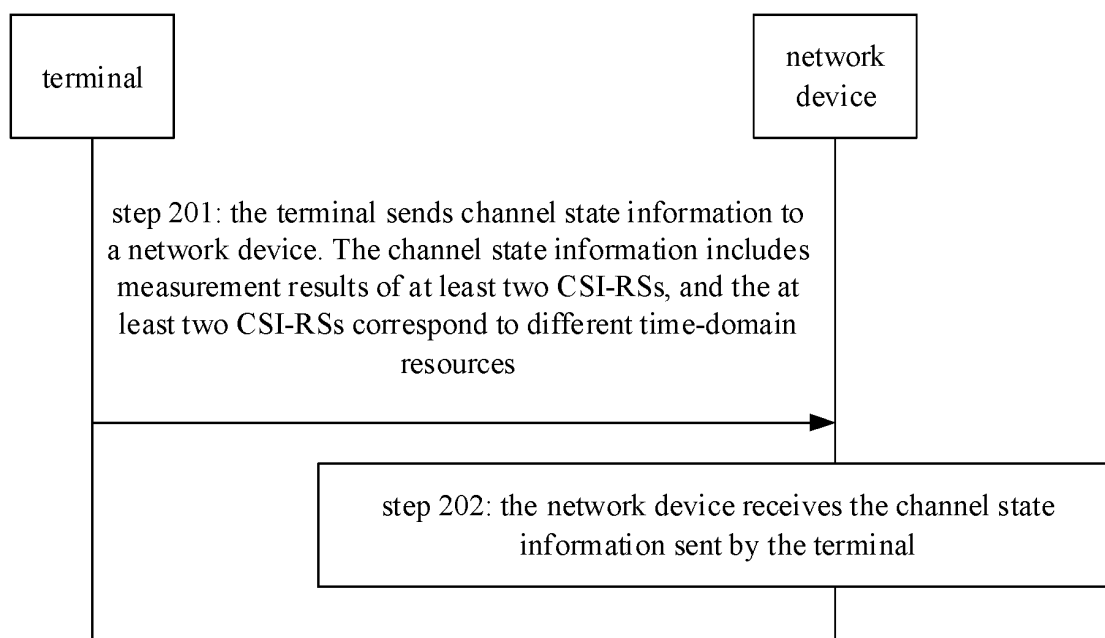 terminal
network
device
step 201: the terminal sends channel state information to
a network device. The channel state information includes
measurement results of at least two CSI-RSs, and the at
least two CSI-RSs correspond to different time-domain
resources
step 202: the network device receives the channel state
information sent by the terminal